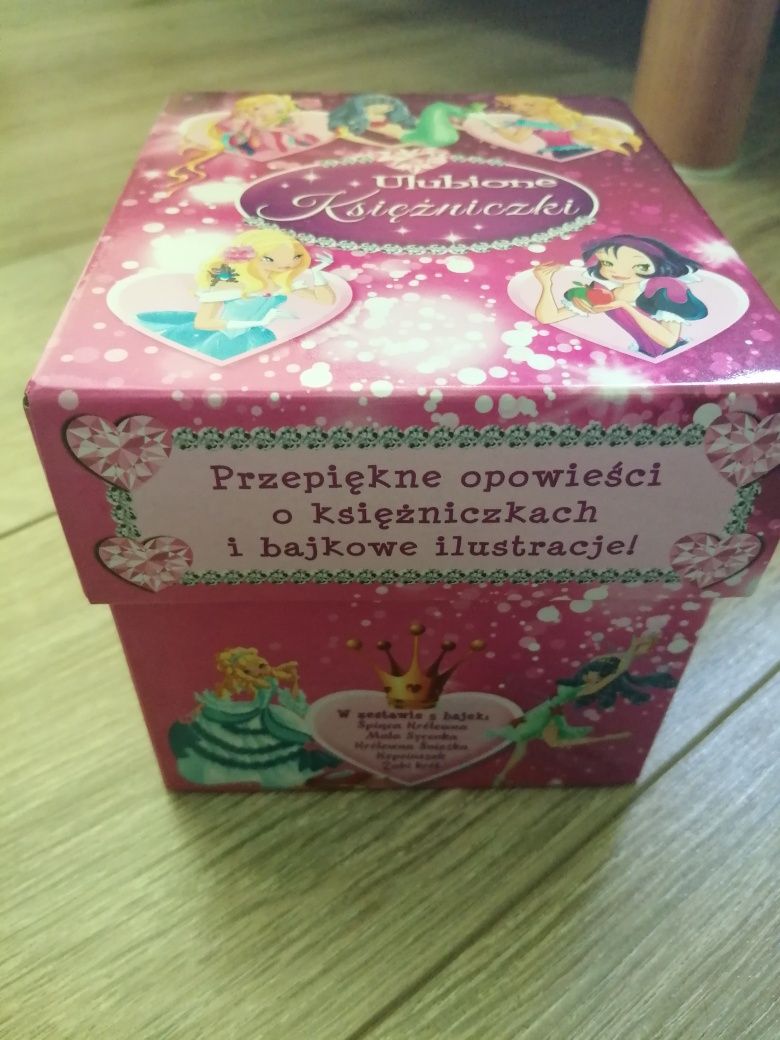 Ulubione
Księżniczki
Przepiękne opowieści
o księżniczkach
i bajkowe ilustracje!
W zestawie 5 bajek:
Śpiąca Królewna
Mała Syrenka
Królewna Śnieżka
Kopciuszek
Żabi król